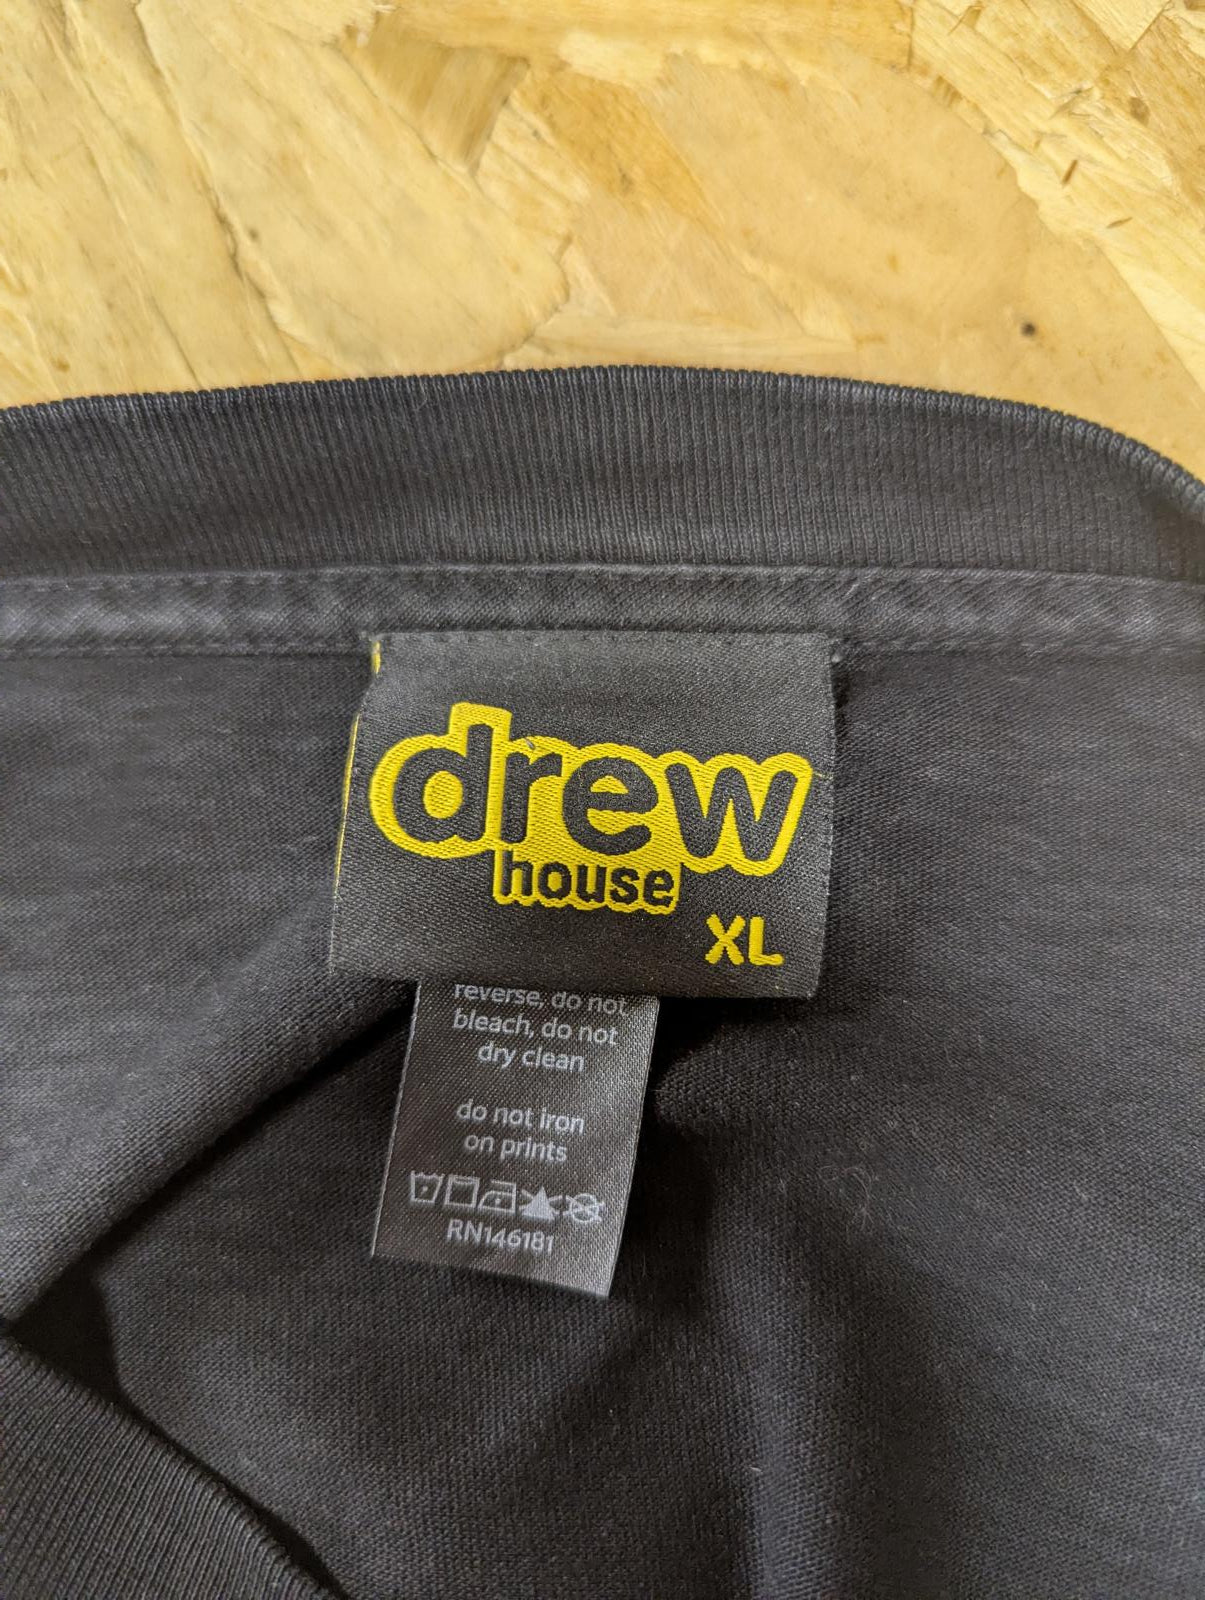 drew
house
XL
reverse, do not
bleach, do not
dry clean
do not iron
on prints
RN146181